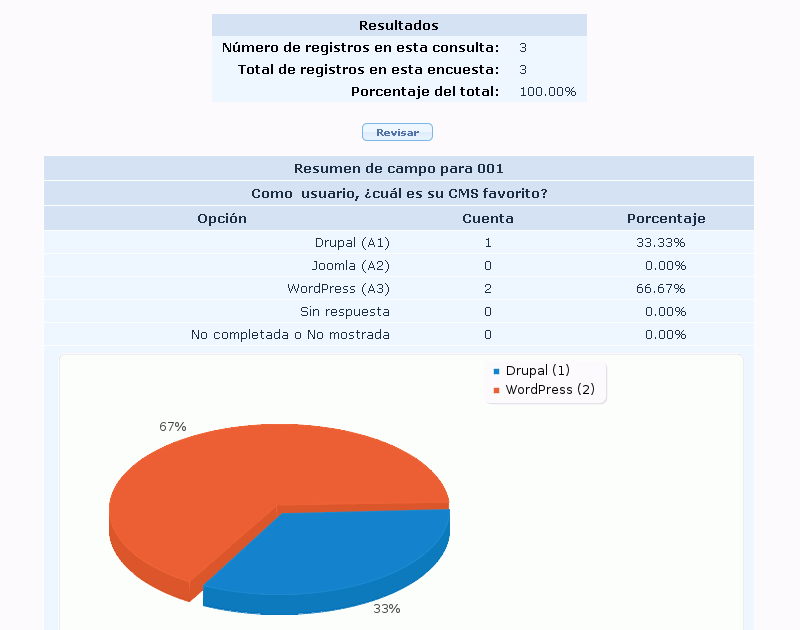 Resultados
Número de registros en esta consulta: 3
Total de registros en esta encuesta: 3
Porcentaje del total: 100.00%
Revisar
Resumen de campo para 001
Como usuario, ¿cuál es su CMS favorito?
Opción Cuenta Porcentaje
Drupal (A1) 1 33.33%
Joomla (A2) 0 0.00%
WordPress (A3) 2 66.67%
Sin respuesta 0 0.00%
No completada o No mostrada 0 0.00%
Drupal (1)
WordPress (2)
67%
33%